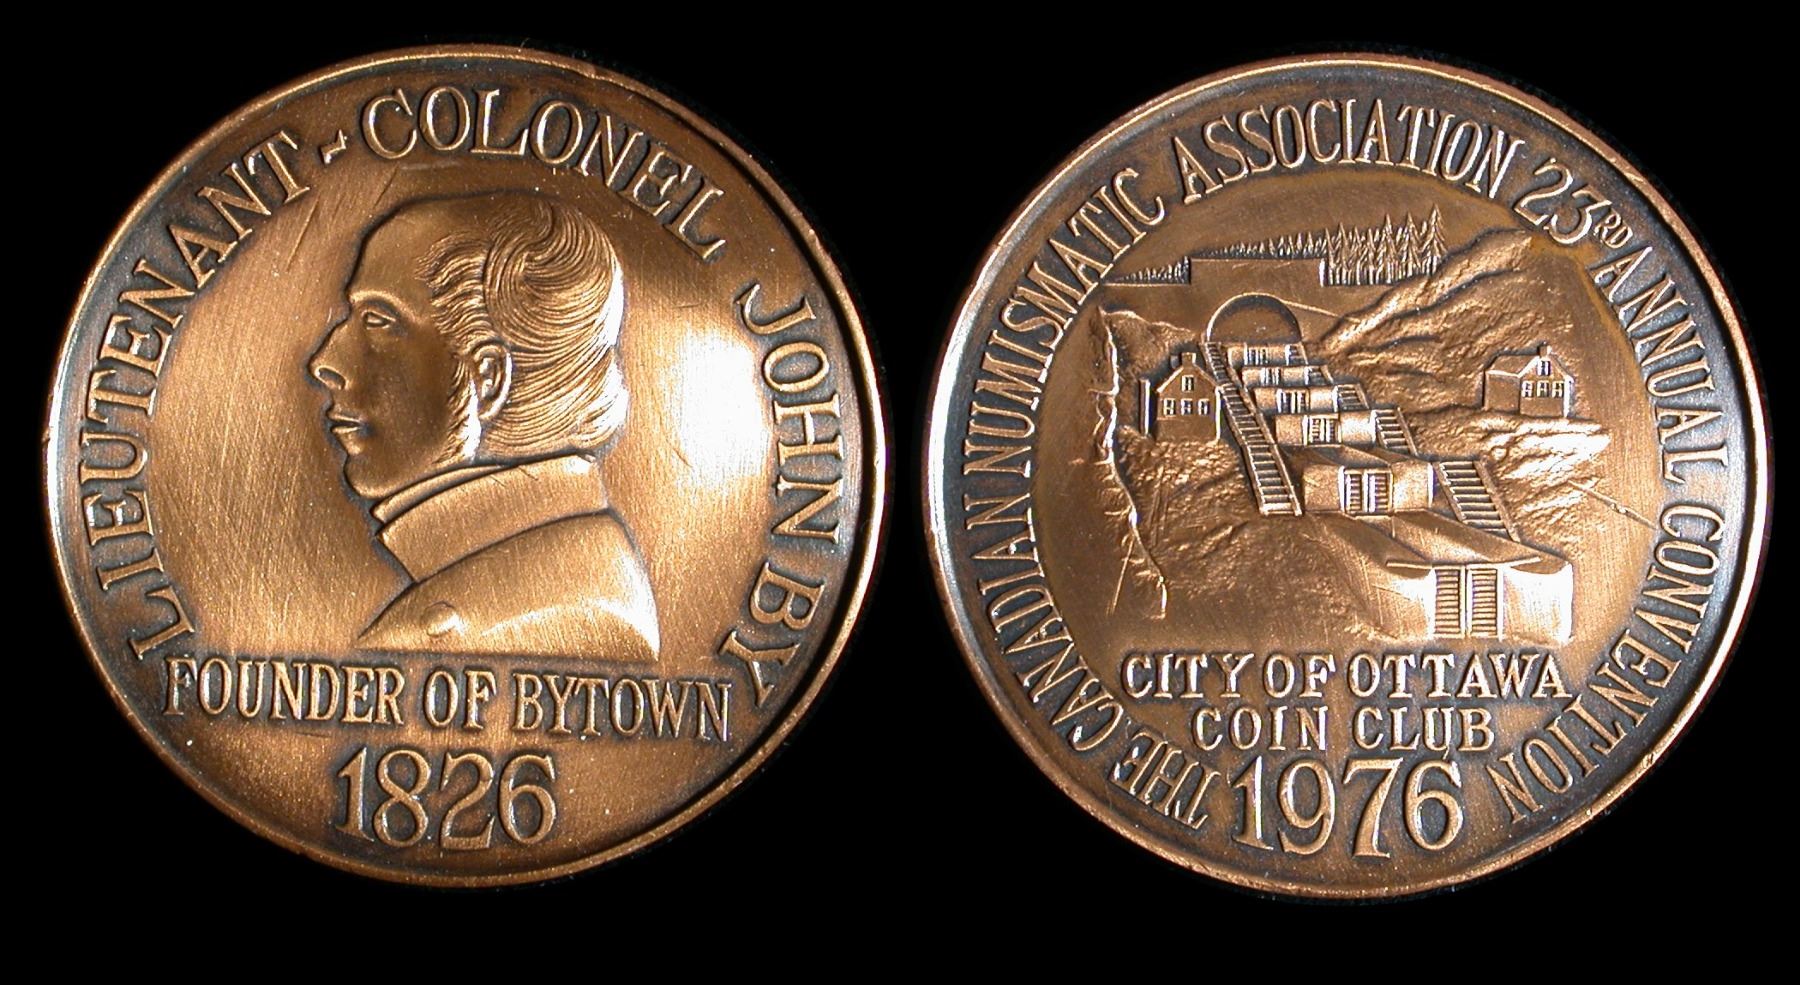 LIEUTENANT-COLONEL JOHN BY
FOUNDER OF BYTOWN
1826
THE CANADIAN NUMISMATIC ASSOCIATION 23RD ANNUAL CONVENTION
CITY OF OTTAWA
COIN CLUB
1976